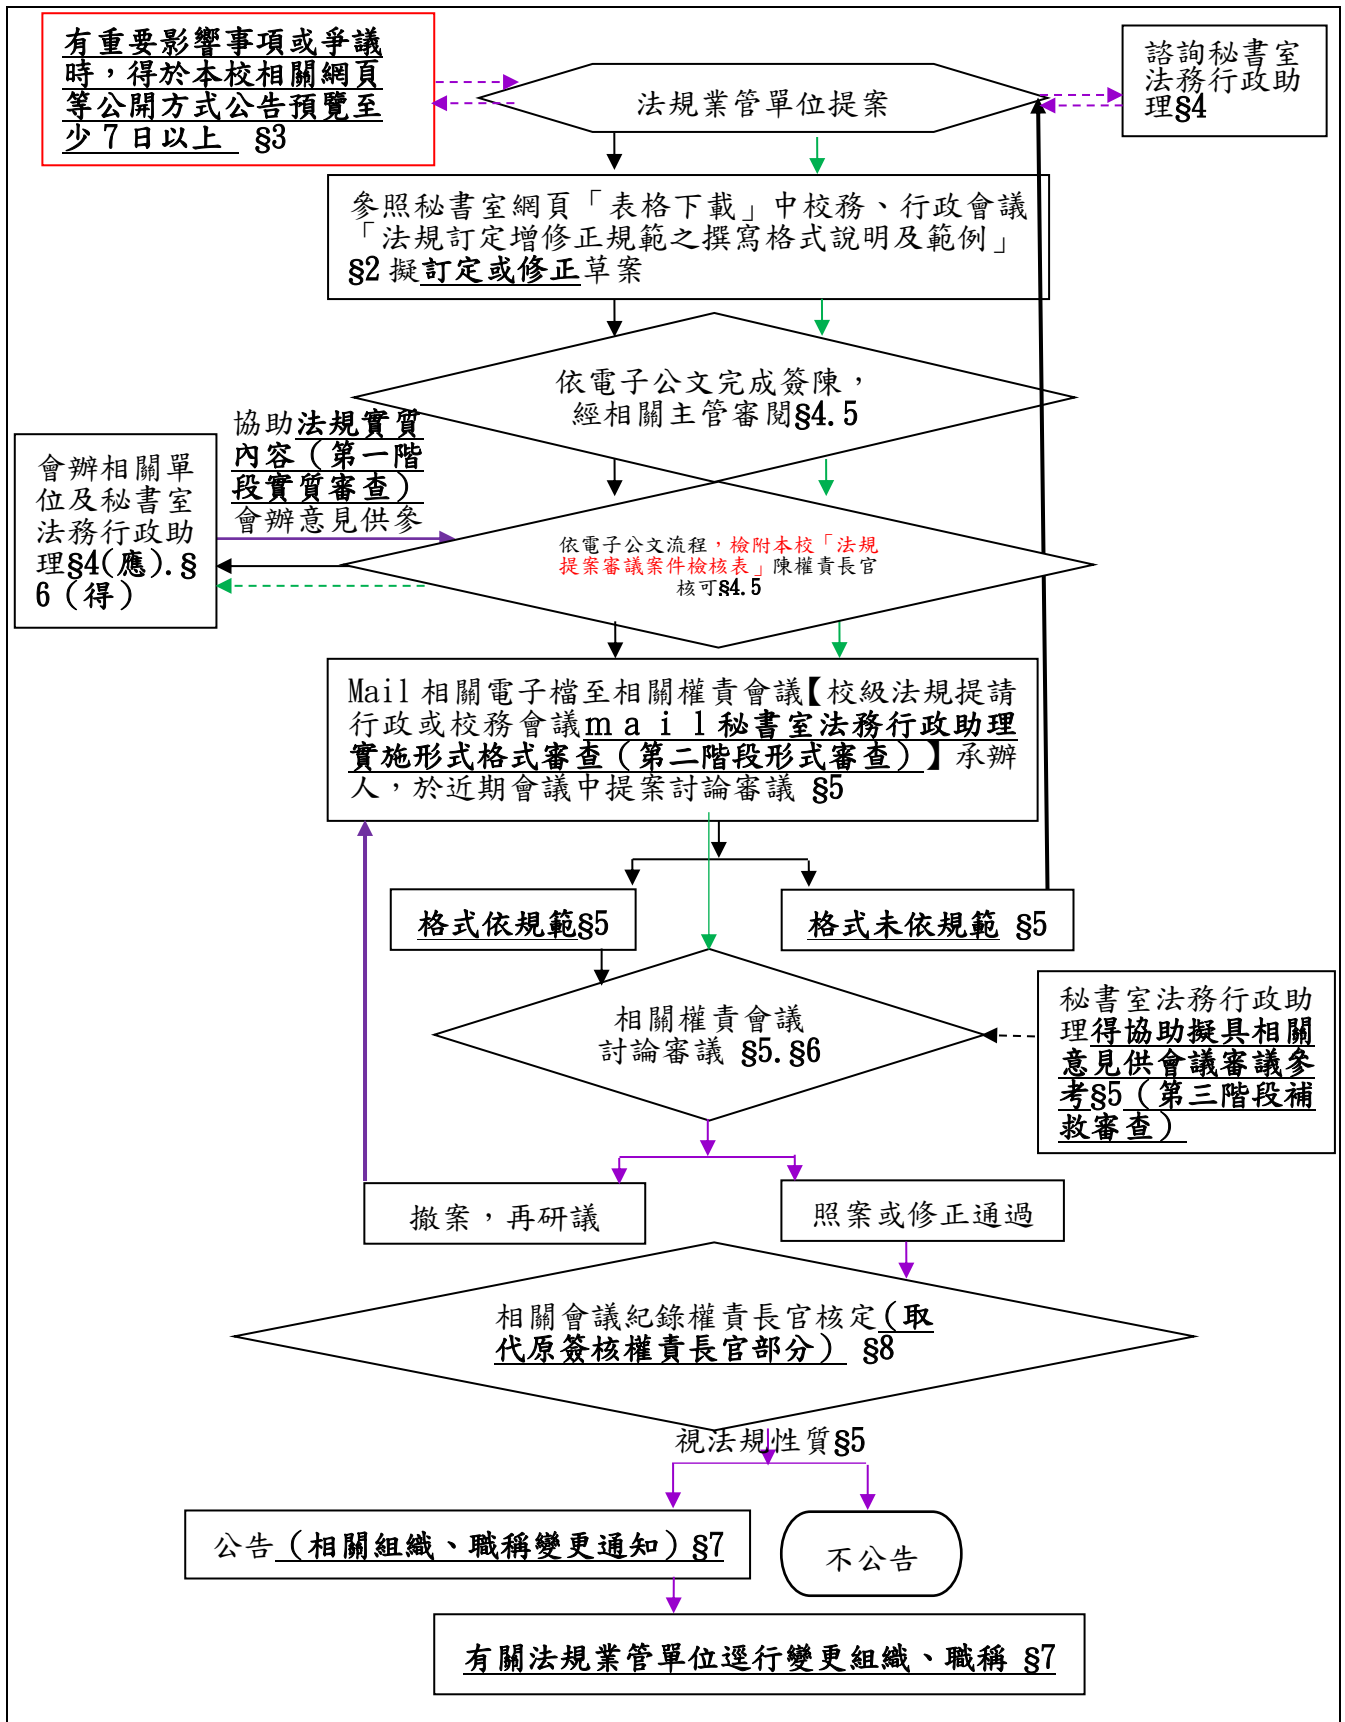 有重要影響事項或爭議
時，得於本校相關網頁
等公開方式公告預覽至
少7日以上 §3
法規業管單位提案
諮詢秘書室
法務行政助
理§4
參照秘書室網頁「表格下載」中校務、行政會議
「法規訂定增修正規範之撰寫格式說明及範例」
§2擬訂定或修正草案
依電子公文完成簽陳，
經相關主管審閱§4.5
協助法規實質
內容（第一階
段實質審查）
會辦意見供參
會辦相關單
位及秘書室
法務行政助
理§4(應).§
6（得）
依電子公文流程，檢附本校「法規
提案審議案件檢核表」陳權責長官
核可§4.5
Mail相關電子檔至相關權責會議【校級法規提請
行政或校務會議ｍａｉｌ秘書室法務行政助理
實施形式格式審查（第二階段形式審查）】承辦
人，於近期會議中提案討論審議 §5
格式依規範§5
格式未依規範 §5
相關權責會議
討論審議 §5.§6
秘書室法務行政助
理得協助擬具相關
意見供會議審議參
考§5（第三階段補
救審查）
撤案，再研議
照案或修正通過
相關會議紀錄權責長官核定（取
代原簽核權責長官部分） §8
視法規性質§5
公告（相關組織、職稱變更通知）§7
不公告
有關法規業管單位逕行變更組織、職稱 §7